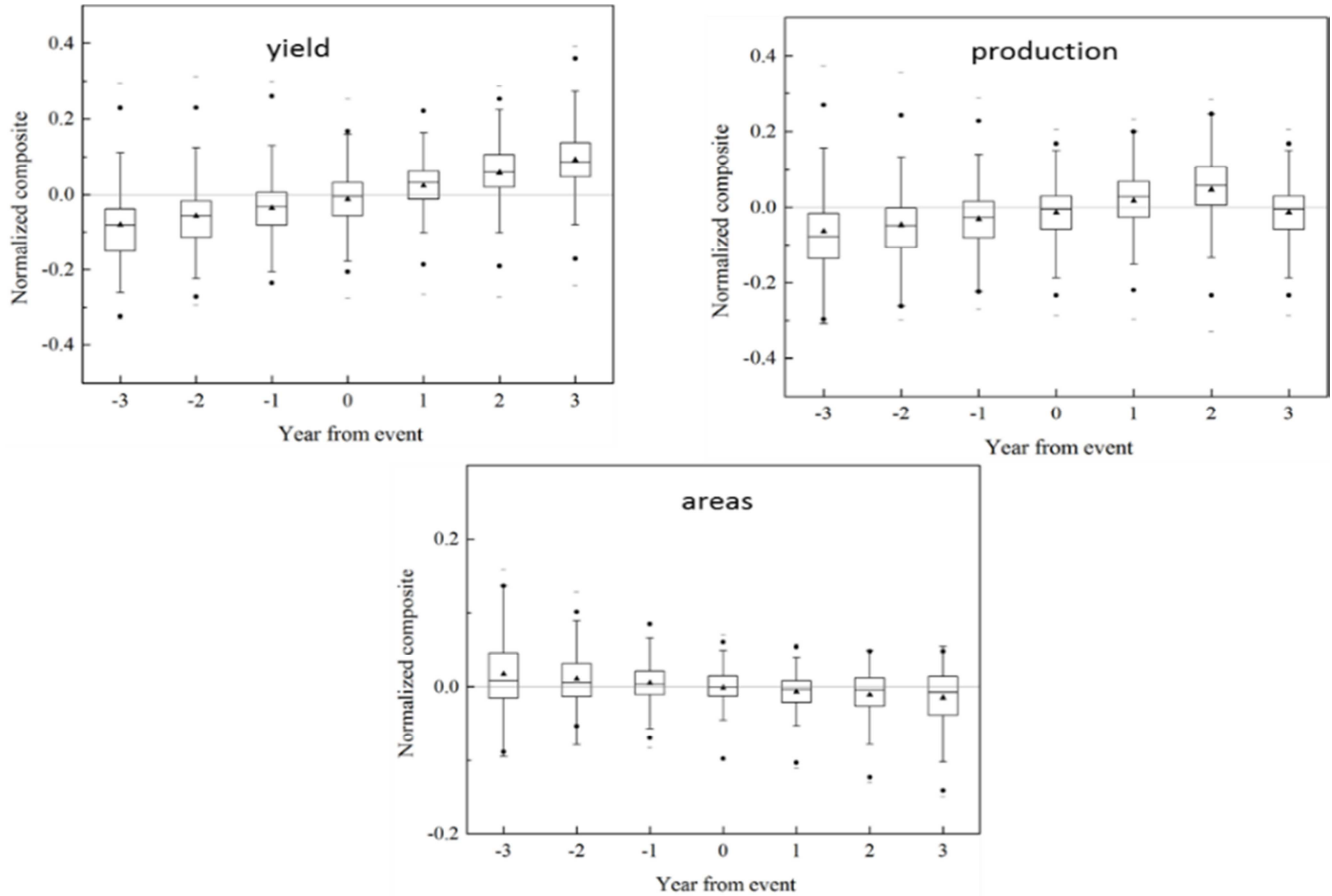 yield
Normalized composite
0.4
0.2
0.0
-0.2
-0.4
-3 -2 -1 0 1 2 3
Year from event
production
Normalized composite
0.4
0.2
0.0
-0.2
-0.4
-3 -2 -1 0 1 2 3
Year from event
areas
Normalized composite
0.2
0.0
-0.2
-3 -2 -1 0 1 2 3
Year from event